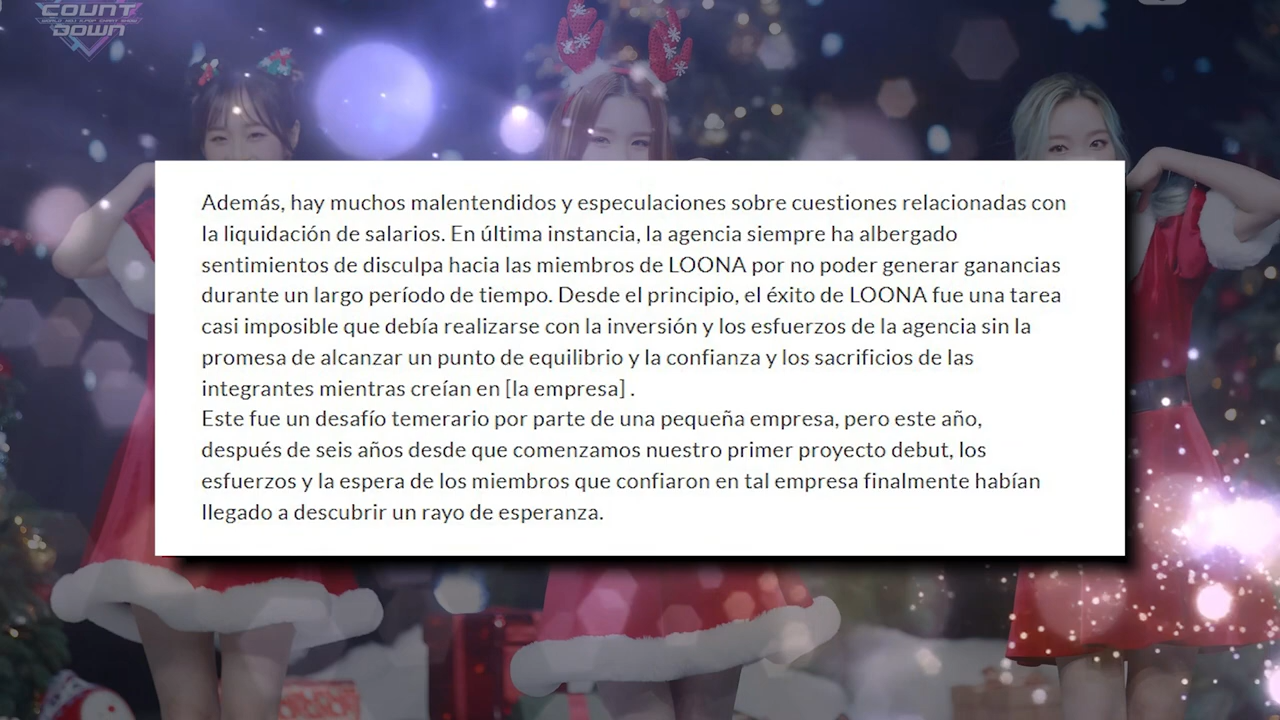 COUNT
WORLD NO.1 KPOP CHART SHOW
DOWN
Además, hay muchos malentendidos y especulaciones sobre cuestiones relacionadas con
la liquidación de salarios. En última instancia, la agencia siempre ha albergado
sentimientos de disculpa hacia las miembros de LOONA por no poder generar ganancias
durante un largo período de tiempo. Desde el principio, el éxito de LOONA fue una tarea
casi imposible que debía realizarse con la inversión y los esfuerzos de la agencia sin la
promesa de alcanzar un punto de equilibrio y la confianza y los sacrificios de las
integrantes mientras creían en [la empresa] .
Este fue un desafío temerario por parte de una pequeña empresa, pero este año,
después de seis años desde que comenzamos nuestro primer proyecto debut, los
esfuerzos y la espera de los miembros que confiaron en tal empresa finalmente habían
llegado a descubrir un rayo de esperanza.